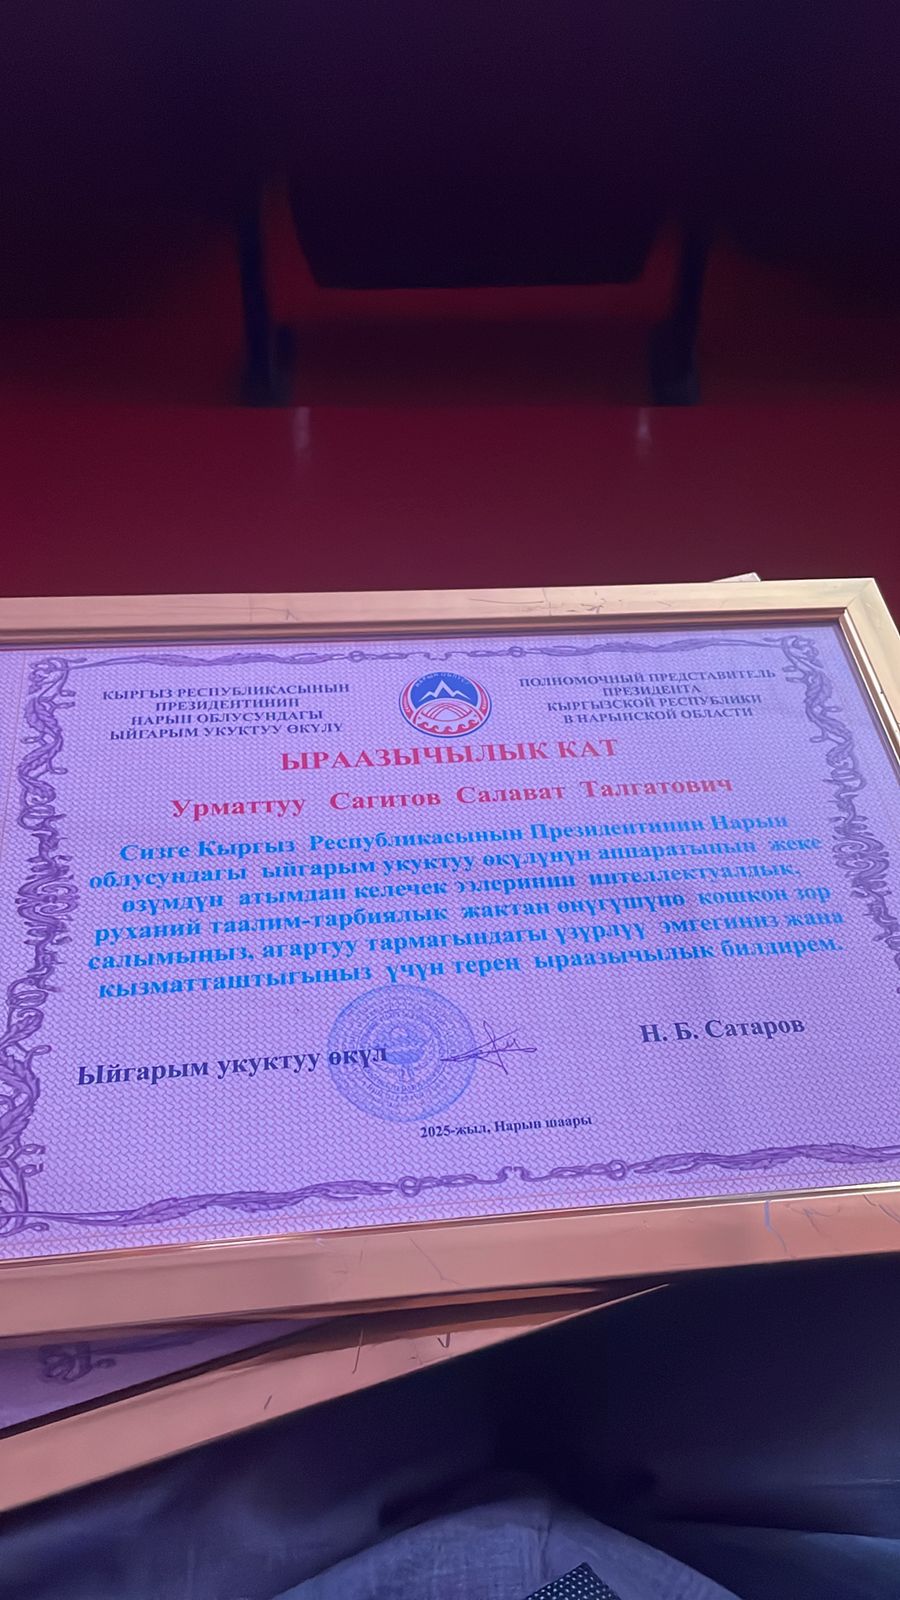 КЫРГЫЗ РЕСПУБЛИКАСЫНЫН
ПРЕЗИДЕНТИНИН
НАРЫН ОБЛУСУНДАГЫ
ЫЙГАРЫМ УКУКТУУ ӨКҮЛҮ
ПОЛНОМОЧНЫЙ ПРЕДСТАВИТЕЛЬ
ПРЕЗИДЕНТА
КЫРГЫЗСКОЙ РЕСПУБЛИКИ
В НАРЫНСКОЙ ОБЛАСТИ
ЫРААЗЫЧЫЛЫК КАТ
Урматтуу Сагитов Салават Талгатович
Сизге Кыргыз Республикасынын Президентинин Нарын
облусундагы ыйгарым укуктуу өкүлүнүн аппаратынын жеке
өзүмдүн атымдан келечек ээлеринин интеллектуалдык,
руханий таалим-тарбиялык жактан өнүгүшүнө кошкон зор
салымыңыз, агартуу тармагындагы үзүрлүү эмгегиниз жана
кызматташтыгыңыз үчүн терең ыраазычылык билдирем.
Ыйгарым укуктуу өкүл
Н. Б. Сатаров
2025-жыл, Нарын шаары